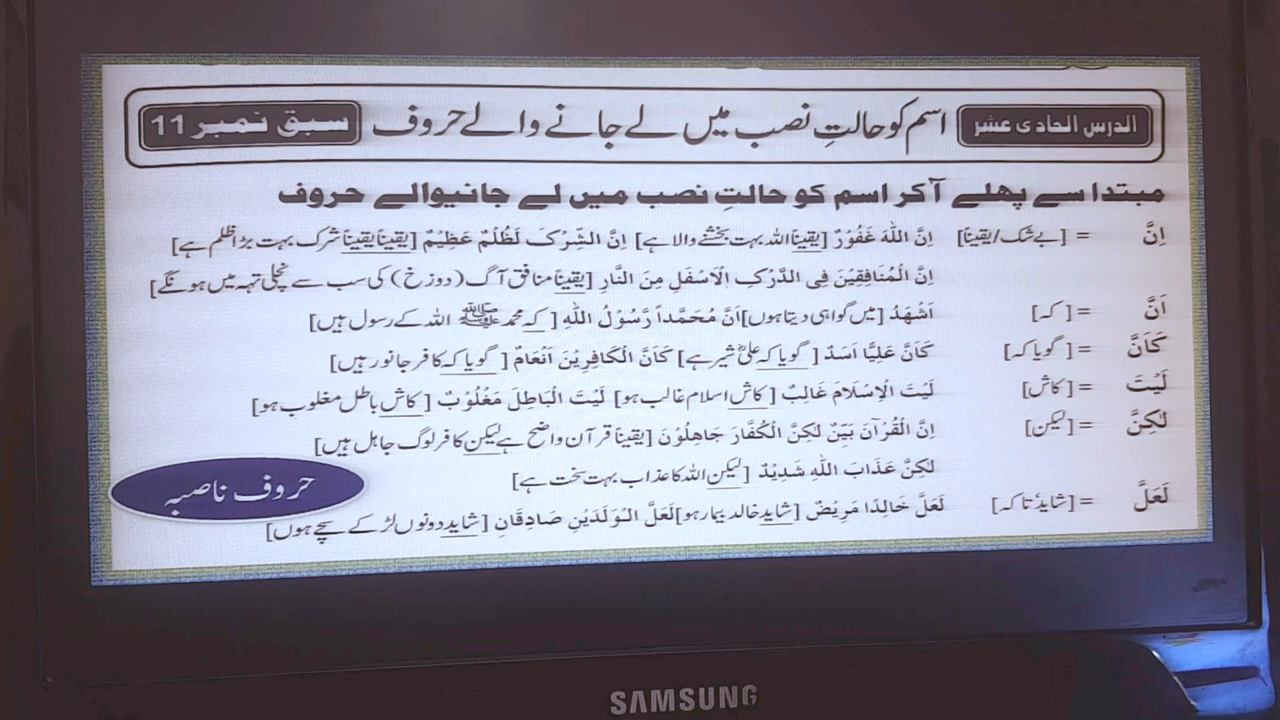 الدرس الحادی عشر اسم کو حالتِ نصب میں لے جانے والے حروف سبق نمبر 11
مبتدا سے پھلے آکر اسم کو حالتِ نصب میں لے جانیوالے حروف
اِنَّ = [بے شک/یقیناً] اِنَّ اللّٰہَ غَفُوْرٌ [یقیناً اللہ بہت بخشنے والا ہے] اِنَّ الشِّرْکَ لَظُلْمٌ عَظِیْمٌ [یقیناً یقیناً شرک بہت بڑا ظلم ہے]
اِنَّ الْمُنَافِقِیْنَ فِی الدَّرْکِ الْاَسْفَلِ مِنَ النَّارِ [یقیناً منافق آگ (دوزخ) کی سب سے نچلی تہہ میں ہونگے]
اَنَّ = [کہ] اَشْھَدُ [میں گواہی دیتا ہوں] اَنَّ مُحَمَّداً رَّسُوْلُ اللّٰہِ [کہ محمد ﷺ اللہ کے رسول ہیں]
کَاَنَّ = [گویا کہ] کَاَنَّ عَلِیًّا اَسَدٌ [گویا کہ علیؓ شیر ہے] کَاَنَّ الْکَافِرِیْنَ اَنْعَامٌ [گویا کہ کافر جانور ہیں]
لَیْتَ = [کاش] لَیْتَ الْاِسْلَامَ غَالِبٌ [کاش اسلام غالب ہو] لَیْتَ الْبَاطِلَ مَغْلُوْبٌ [کاش باطل مغلوب ہو]
لٰکِنَّ = [لیکن] اِنَّ الْقُرْآنَ بَیِّنٌ لٰکِنَّ الْکُفَّارَ جَاھِلُوْنَ [یقیناً قرآن واضح ہے لیکن کافر لوگ جاہل ہیں]
لٰکِنَّ عَذَابَ اللّٰہِ شَدِیْدٌ [لیکن اللہ کا عذاب بہت سخت ہے]
لَعَلَّ = [شاید/تاکہ] لَعَلَّ خَالِدًا مَرِیْضٌ [شاید خالد بیمار ہو] لَعَلَّ الْوَلَدَیْنِ صَادِقَانِ [شاید دونوں لڑکے سچے ہوں]
حروف ناصبہ
SAMSUNG